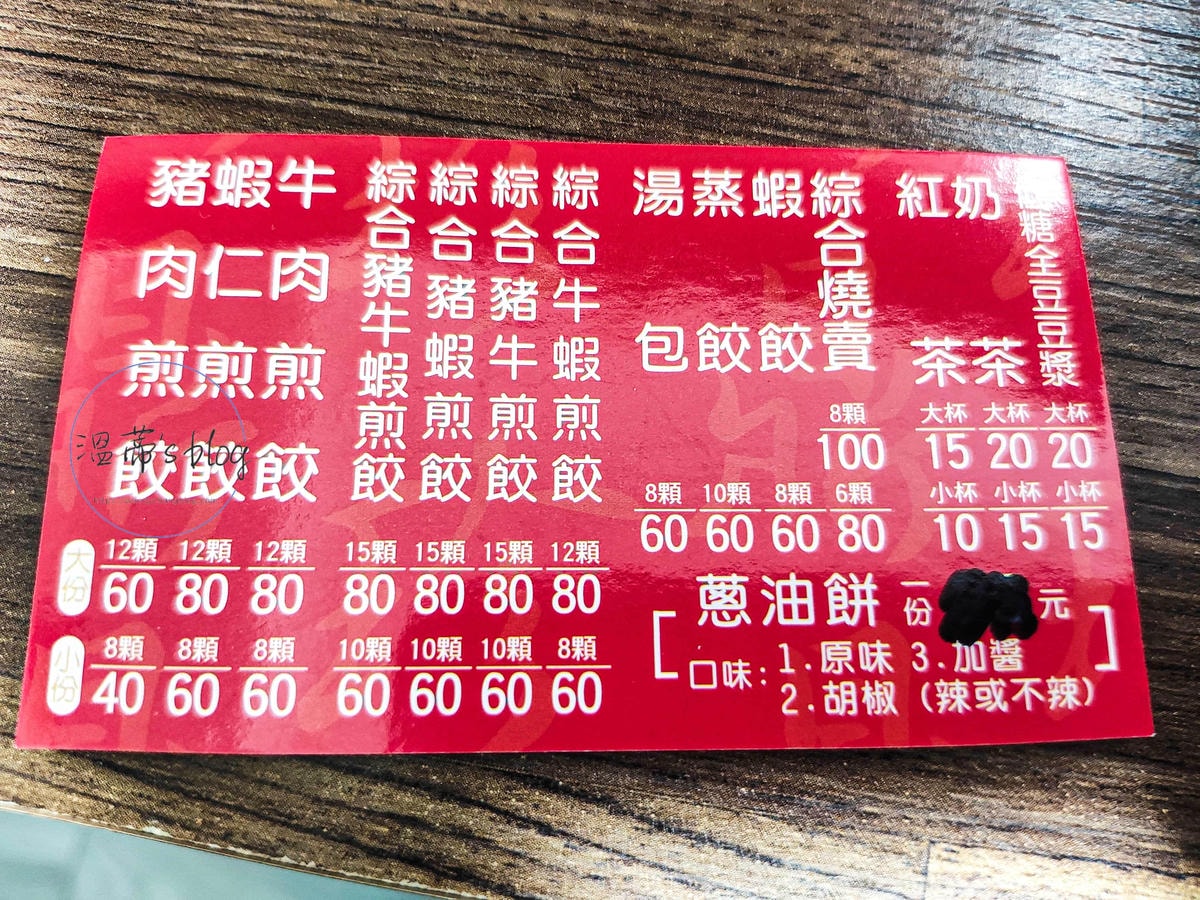 豬肉煎餃
蝦仁煎餃
牛肉煎餃
綜合豬牛蝦煎餃
綜合豬蝦煎餃
綜合豬牛煎餃
綜合牛蝦煎餃
大份
12顆 12顆 12顆 15顆 15顆 15顆 12顆
60 80 80 80 80 80 80
小份
8顆 8顆 8顆 10顆 10顆 10顆 8顆
40 60 60 60 60 60 60
湯包
蒸餃
蝦餃
綜合燒賣
8顆
100
8顆 10顆 8顆 6顆
60 60 60 80
紅茶
奶茶
糖全豆豆漿
大杯 大杯 大杯
15 20 20
小杯 小杯 小杯
10 15 15
蔥油餅 一份 元
口味:1.原味 3.加醬
2.胡椒 (辣或不辣)
溫蒂's blog